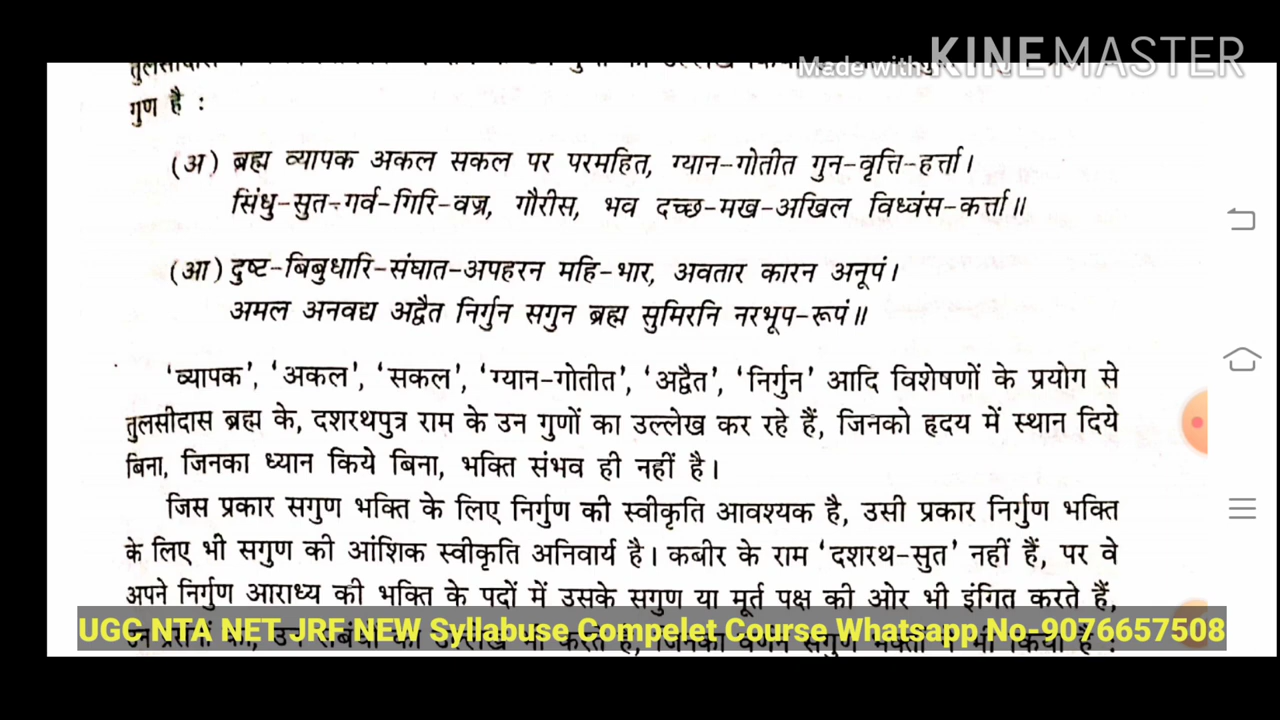 Made with KINEMASTER
तुलसीदास
गुण है :
(अ) ब्रह्म व्यापक अकल सकल पर परमहित, ग्यान-गोतीत गुन-वृत्ति-हर्त्ता।
सिंधु-सुत-गर्व-गिरि-वज्र, गौरीस, भव दच्छ-मख-अखिल विध्वंस-कर्त्ता॥
(आ) दुष्ट-बिबुधारि-संघात-अपहरन महि-भार, अवतार कारन अनूपं।
अमल अनवद्य अद्वैत निर्गुन सगुन ब्रह्म सुमिरनि नरभूप-रूपं॥
'व्यापक', 'अकल', 'सकल', 'ग्यान-गोतीत', 'अद्वैत', 'निर्गुन' आदि विशेषणों के प्रयोग से
तुलसीदास ब्रह्म के, दशरथपुत्र राम के उन गुणों का उल्लेख कर रहे हैं, जिनको हृदय में स्थान दिये
बिना, जिनका ध्यान किये बिना, भक्ति संभव ही नहीं है।
जिस प्रकार सगुण भक्ति के लिए निर्गुण की स्वीकृति आवश्यक है, उसी प्रकार निर्गुण भक्ति
के लिए भी सगुण की आंशिक स्वीकृति अनिवार्य है। कबीर के राम 'दशरथ-सुत' नहीं हैं, पर वे
अपने निर्गुण आराध्य की भक्ति के पदों में उसके सगुण या मूर्त पक्ष की ओर भी इंगित करते हैं,
UGC NTA NET JRF NEW Syllabuse Compelet Course Whatsapp No-9076657508